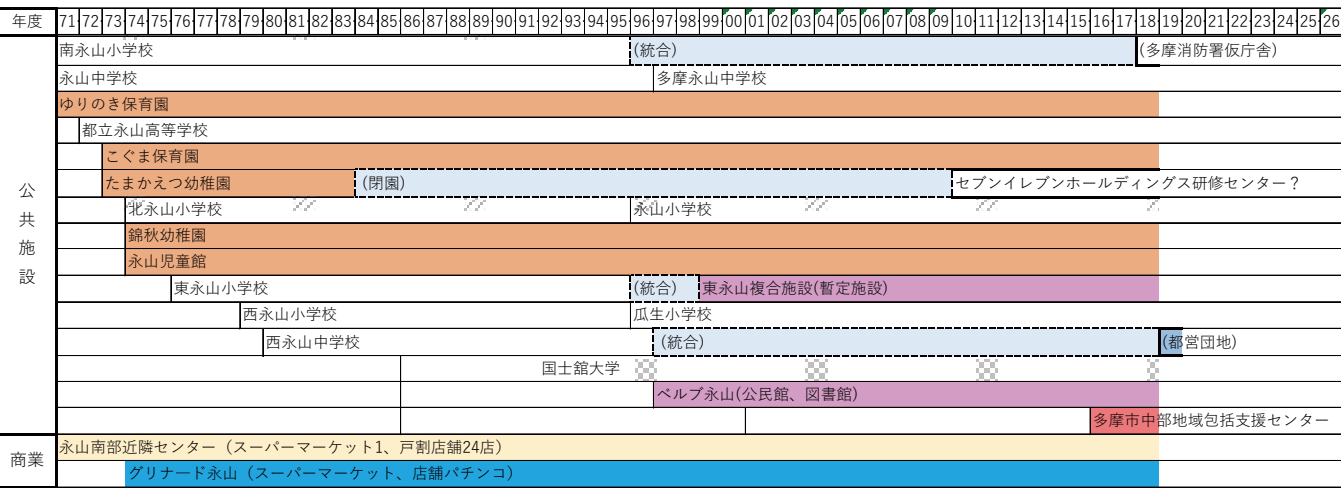 年度 71 72 73 74 75 76 77 78 79 80 81 82 83 84 85 86 87 88 89 90 91 92 93 94 95 96 97 98 99 00 01 02 03 04 05 06 07 08 09 10 11 12 13 14 15 16 17 18 19 20 21 22 23 24 25 26
公共施設
南永山小学校 (統合) (多摩消防署仮庁舎)
永山中学校 多摩永山中学校
ゆりのき保育園
都立永山高等学校
こぐま保育園
たまかえつ幼稚園 (閉園) セブンイレブンホールディングス研修センター？
北永山小学校 永山小学校
錦秋幼稚園
永山児童館
東永山小学校 (統合) 東永山複合施設(暫定施設)
西永山小学校 瓜生小学校
西永山中学校 (統合) (都営団地)
国士舘大学
ベルブ永山(公民館、図書館)
多摩市中部地域包括支援センター
商業
永山南部近隣センター（スーパーマーケット1、戸割店舗24店）
グリナード永山（スーパーマーケット、店舗パチンコ）